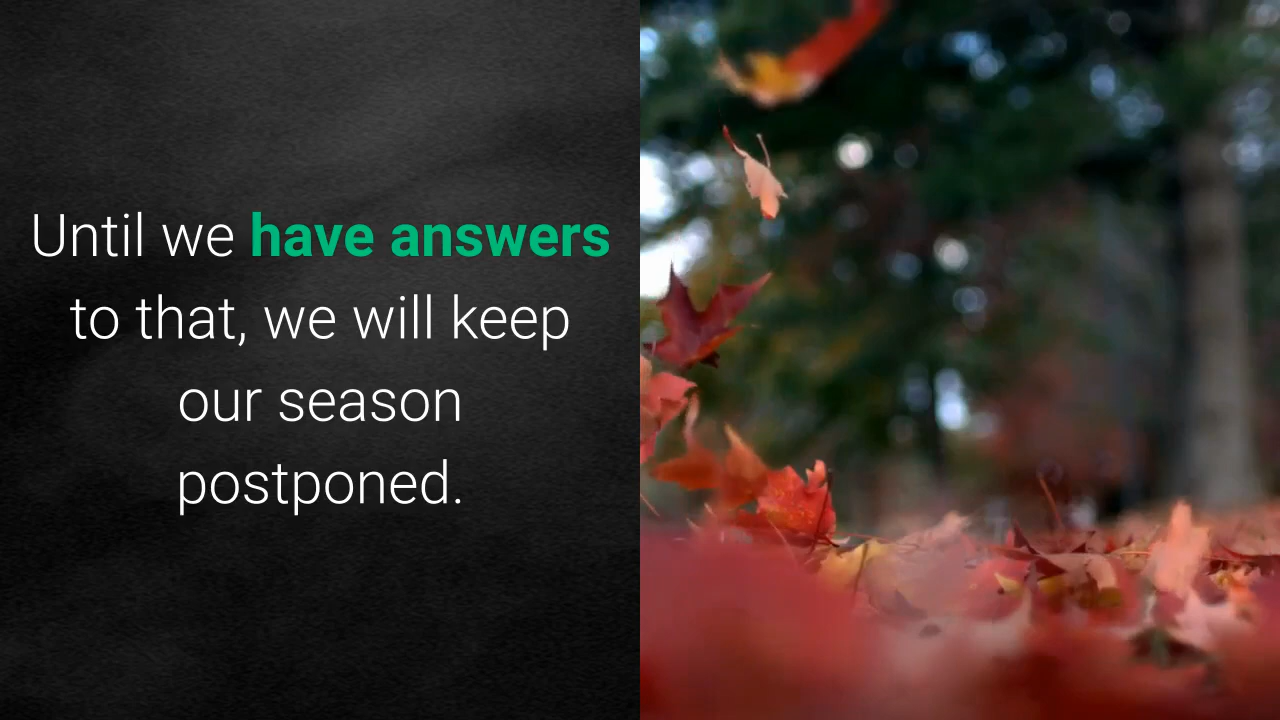 Until we have answers
to that, we will keep
our season
postponed.